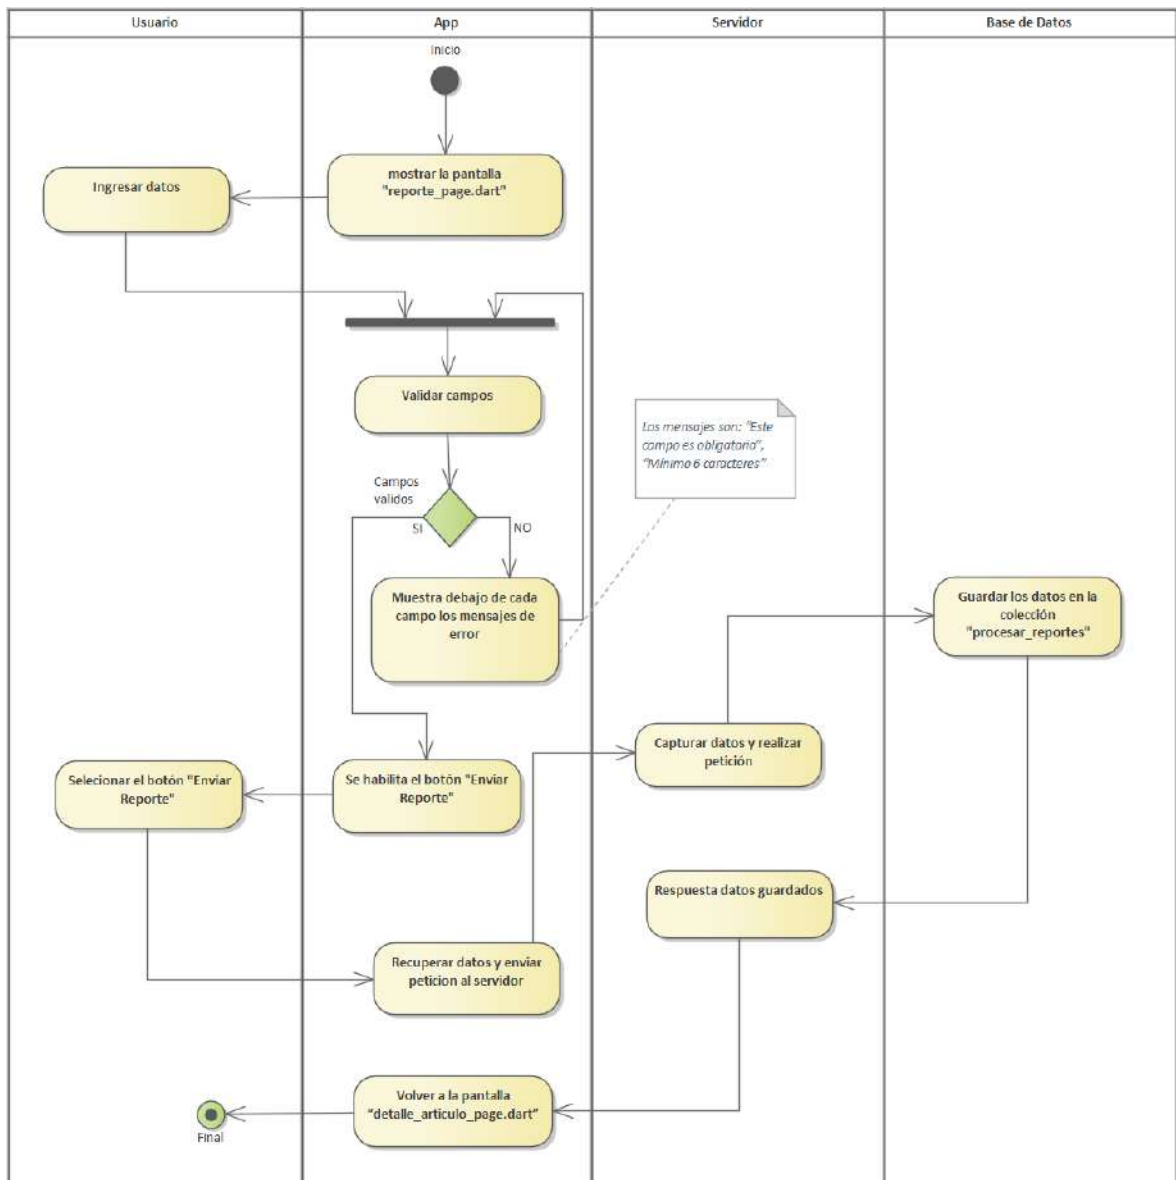 Usuario
App
Servidor
Base de Datos
Inicio
mostrar la pantalla
"reporte_page.dart"
Ingresar datos
Validar campos
Los mensajes son: "Este
campo es obligatorio",
"Mínimo 6 caracteres"
Campos
validos
SI
NO
Muestra debajo de cada
campo los mensajes de
error
Guardar los datos en la
colección
"procesar_reportes"
Capturar datos y realizar
petición
Selecionar el botón "Enviar
Reporte"
Se habilita el botón "Enviar
Reporte"
Respuesta datos guardados
Recuperar datos y enviar
peticion al servidor
Volver a la pantalla
"detalle_articulo_page.dart"
Final